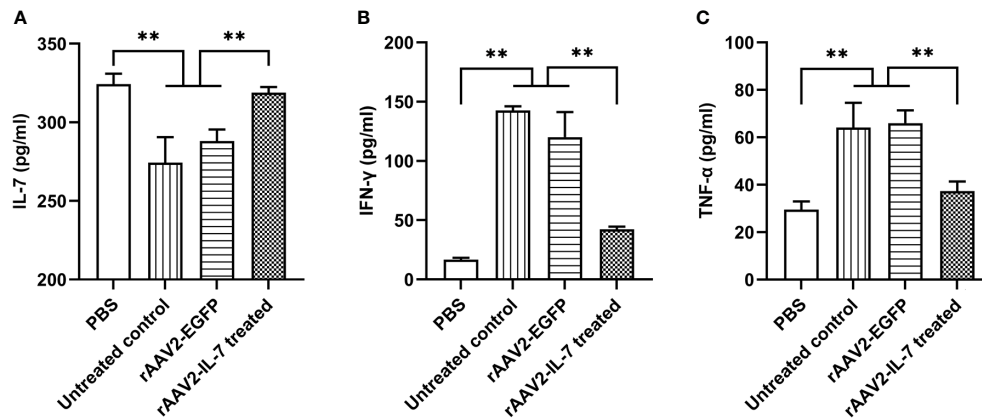 A
IL-7 (pg/ml)
350
300
250
200
**
**
PBS
Untreated control
rAAV2-EGFP
rAAV2-IL-7 treated
B
IFN-γ (pg/ml)
200
150
100
50
0
**
**
PBS
Untreated control
rAAV2-EGFP
rAAV2-IL-7 treated
C
TNF-α (pg/ml)
100
80
60
40
20
0
**
**
PBS
Untreated control
rAAV2-EGFP
rAAV2-IL-7 treated